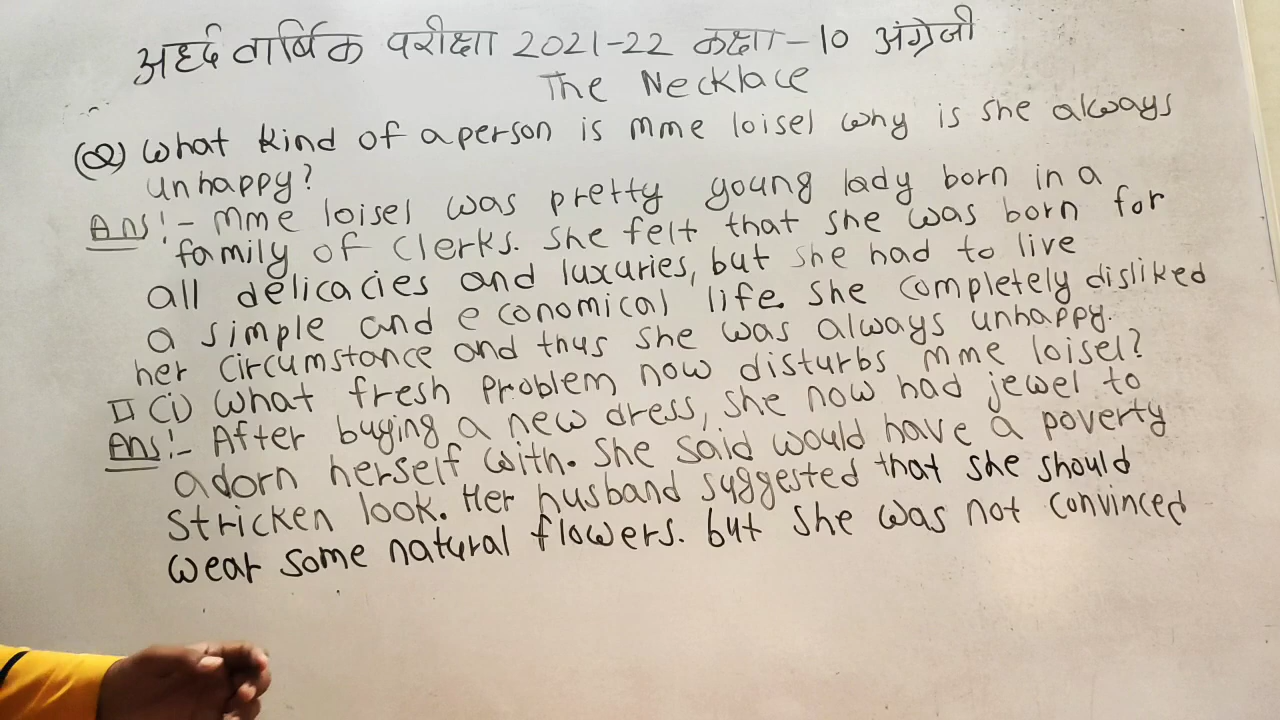 अर्ध्द वार्षिक परीक्षा 2021-22 कक्षा-10 अंग्रेजी
The Necklace
(Q) What kind of a person is mme loisel why is she always
unhappy?
Ans!- Mme loisel was pretty young lady born in a
family of clerks. She felt that she was born for
all delicacies and luxuries, but she had to live
a simple and economical life. She completely disliked
her circumstance and thus she was always unhappy.
II (i) What fresh problem now disturbs mme loisel?
Ans!- After buying a new dress, she now had jewel to
adorn herself with. She said would have a poverty
stricken look. Her husband suggested that she should
wear some natural flowers. but she was not convinced